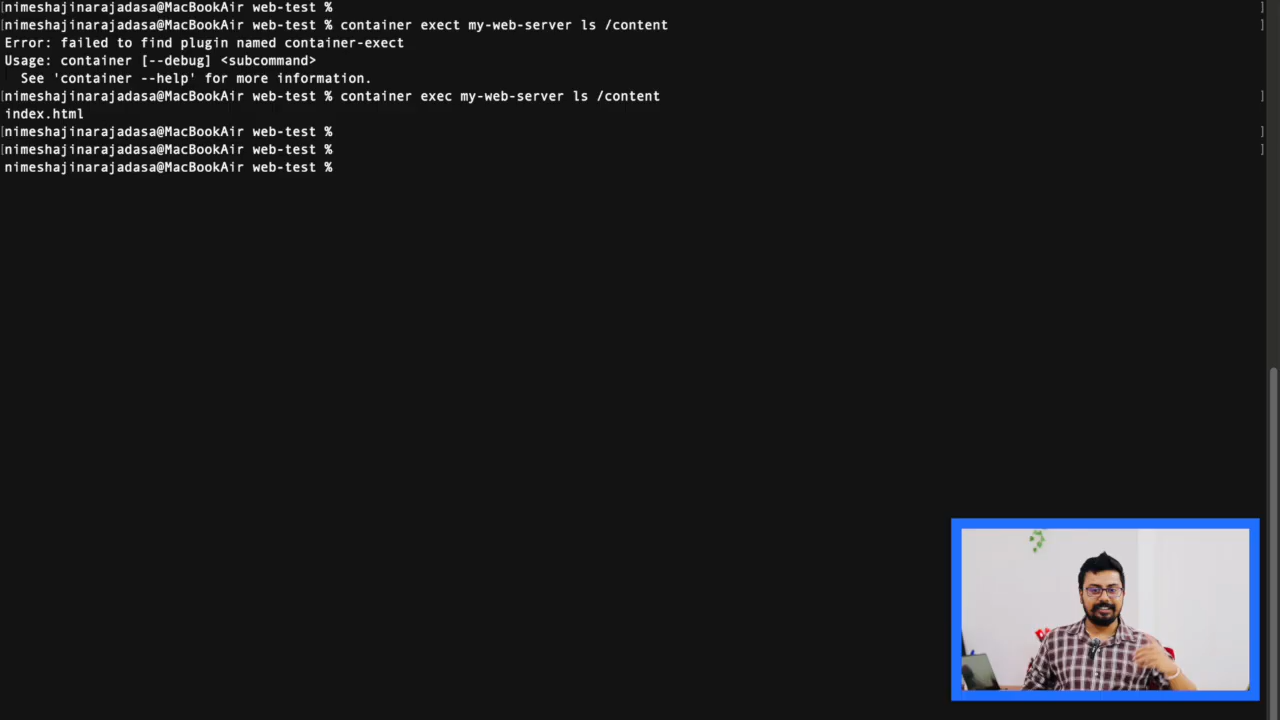 [nimeshajinarajadasa@MacBookAir web-test % ]
[nimeshajinarajadasa@MacBookAir web-test % container exect my-web-server ls /content ]
Error: failed to find plugin named container-exect
Usage: container [--debug] <subcommand>
  See 'container --help' for more information.
[nimeshajinarajadasa@MacBookAir web-test % container exec my-web-server ls /content ]
index.html
[nimeshajinarajadasa@MacBookAir web-test % ]
[nimeshajinarajadasa@MacBookAir web-test % ]
nimeshajinarajadasa@MacBookAir web-test %